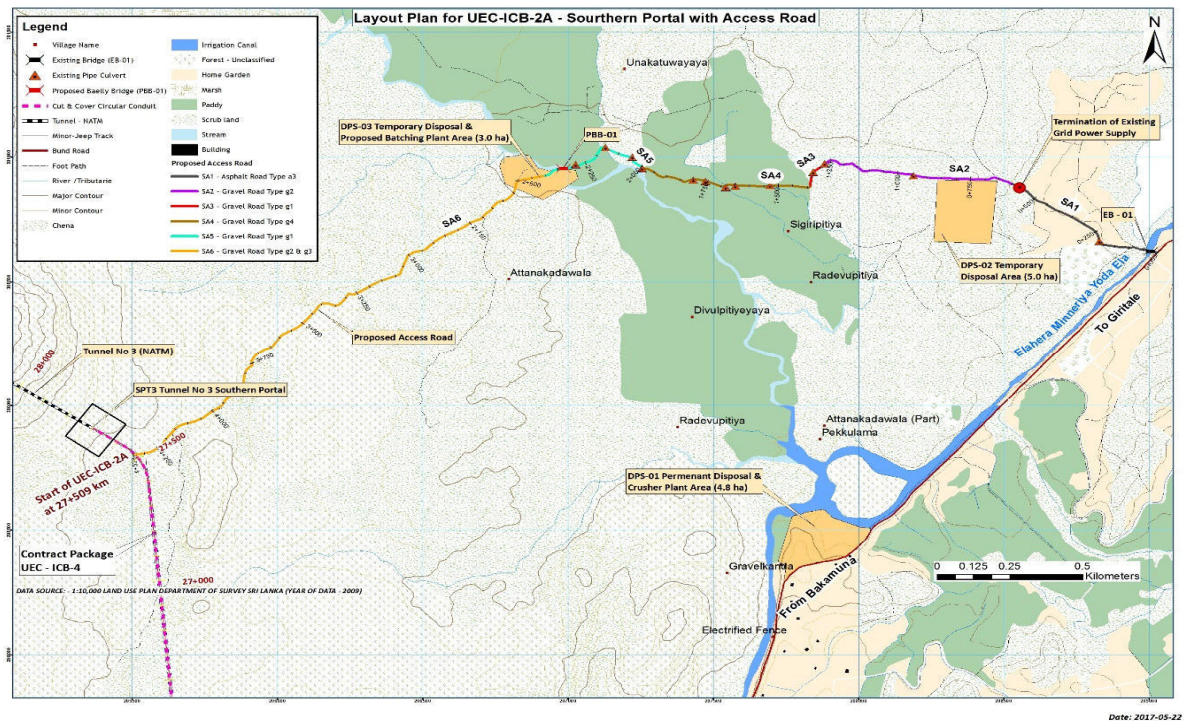 Layout Plan for UEC-ICB-2A - Sourthern Portal with Access Road
N
Legend
Village Name
Existing Bridge (EB-01)
Existing Pipe Culvert
Proposed Baelly Bridge (PBB-01)
Cut & Cover Circular Conduit
Tunnel - NATM
Minor-Jeep Track
Bund Road
Foot Path
River /Tributarie
Major Contour
Minor Contour
Chena
Irrigation Canal
Forest - Unclassified
Home Garden
Marsh
Paddy
Scrub land
Stream
Building
Proposed Access Road
SA1 - Asphalt Road Type a3
SA2 - Gravel Road Type g2
SA3 - Gravel Road Type g1
SA4 - Gravel Road Type g4
SA5 - Gravel Road Type g1
SA6 - Gravel Road Type g2 & g3
Unakatuwayaya
DPS-03 Temporary Disposal &
Proposed Batching Plant Area (3.0 ha)
PBB-01
SA5
SA3
SA4
SA2
SA1
SA6
Termination of Existing
Grid Power Supply
EB - 01
DPS-02 Temporary
Disposal Area (5.0 ha)
Sigiripitiya
Radevupitiya
Attanakadawala
Divulpitiyeyaya
Elahera Minneriya Yoda Ela
To Giritale
Proposed Access Road
Tunnel No 3 (NATM)
28+000
SPT3 Tunnel No 3 Southern Portal
27+500
Start of UEC-ICB-2A
at 27+509 km
Radevupitiya
Attanakadawala (Part)
Pekkulama
DPS-01 Permenant Disposal &
Crusher Plant Area (4.8 ha)
Contract Package
UEC - ICB-4
27+000
Gravelkanda
From Bakamuna
Electrified Fence
0 0.125 0.25 0.5
Kilometers
DATA SOURCE: - 1:10,000 LAND USE PLAN DEPARTMENT OF SURVEY SRI LANKA (YEAR OF DATA - 2009)
Date: 2017-05-22